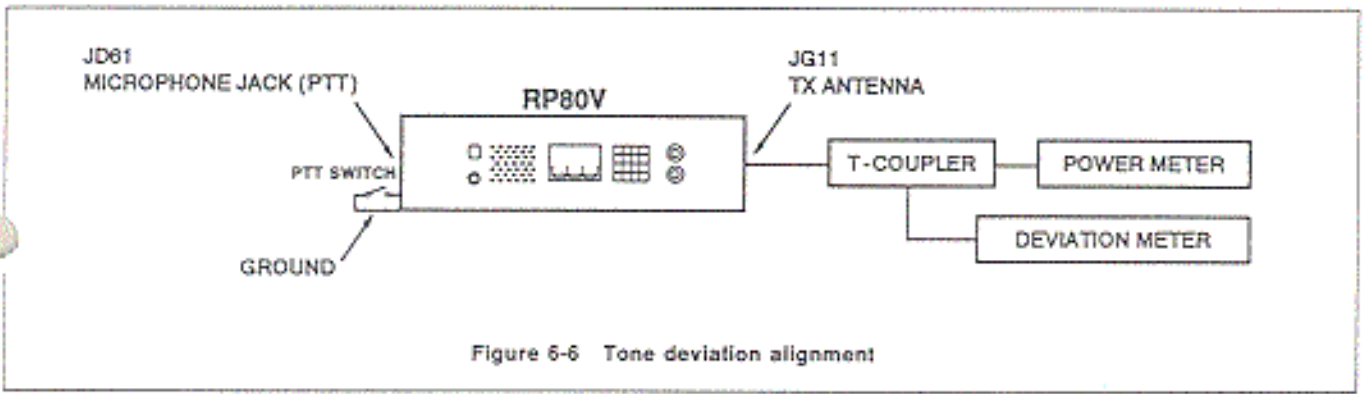 JD61
MICROPHONE JACK (PTT)
RP80V
JG11
TX ANTENNA
PTT SWITCH
GROUND
T-COUPLER
POWER METER
DEVIATION METER
Figure 6-6 Tone deviation alignment